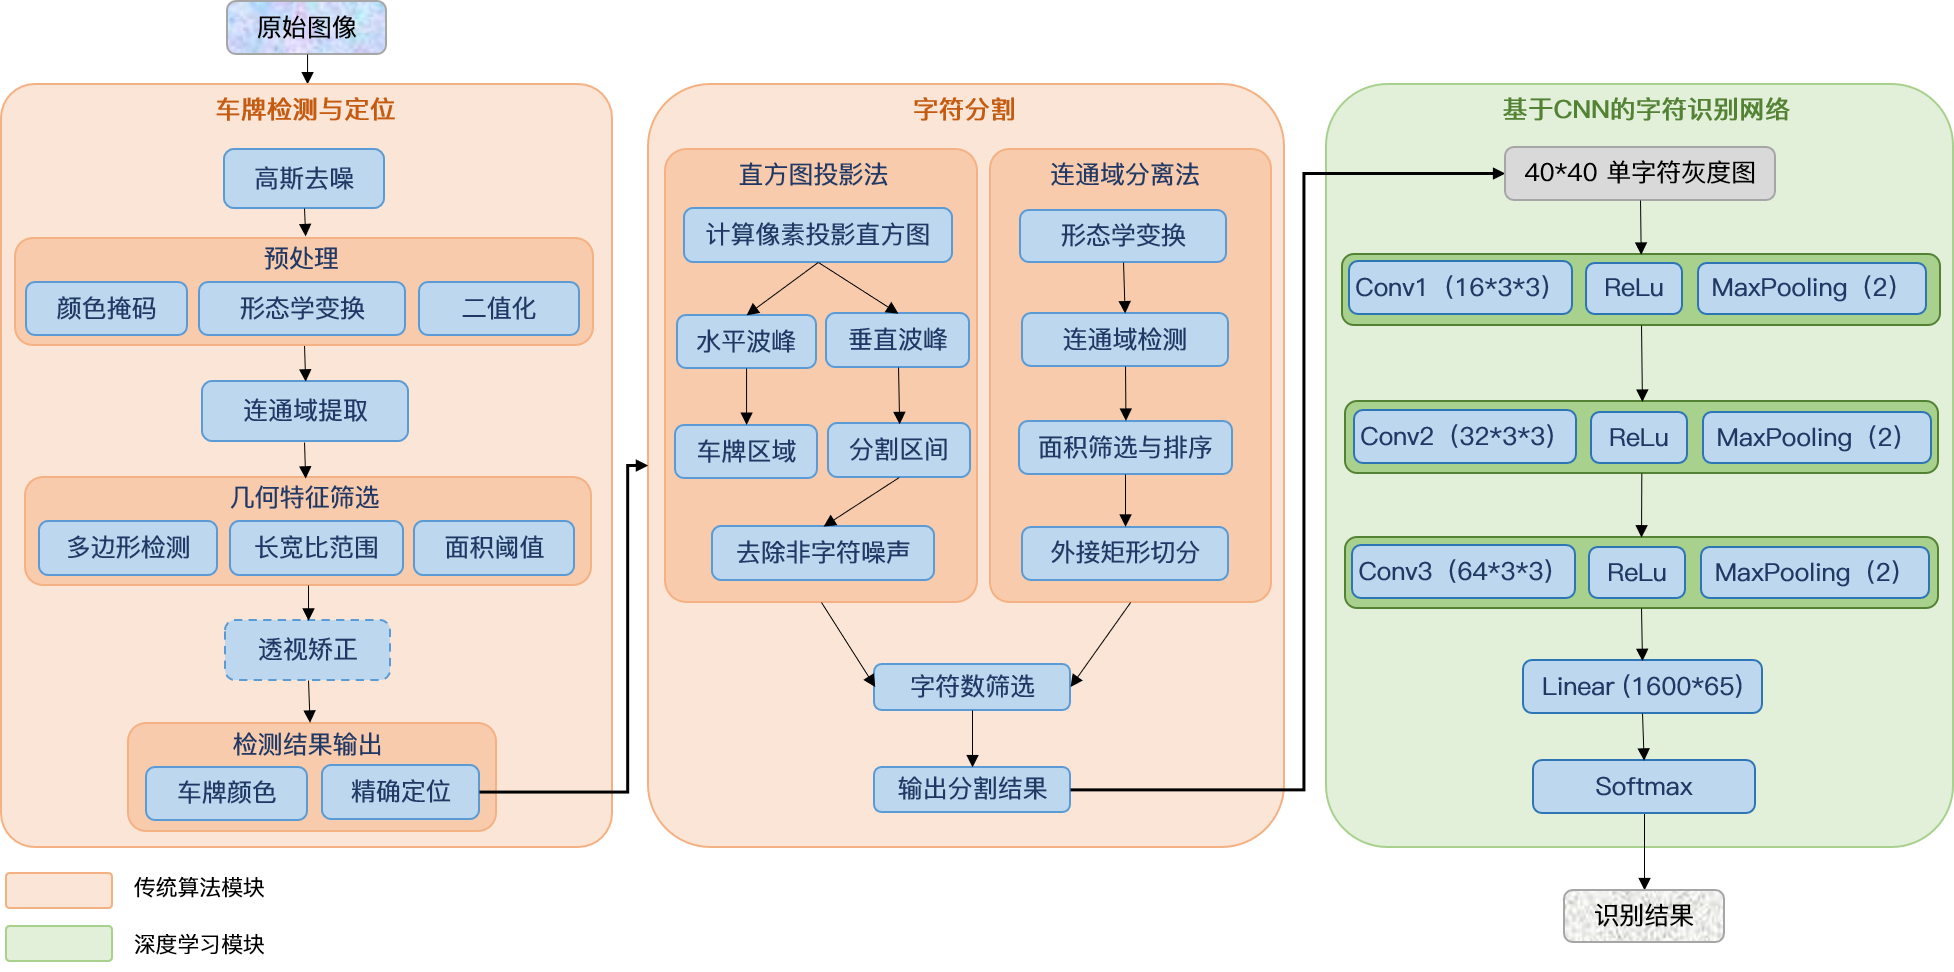 原始图像
车牌检测与定位
高斯去噪
预处理
颜色掩码
形态学变换
二值化
连通域提取
几何特征筛选
多边形检测
长宽比范围
面积阈值
透视矫正
检测结果输出
车牌颜色
精确定位
字符分割
直方图投影法
计算像素投影直方图
水平波峰
垂直波峰
车牌区域
分割区间
去除非字符噪声
连通域分离法
形态学变换
连通域检测
面积筛选与排序
外接矩形切分
字符数筛选
输出分割结果
基于CNN的字符识别网络
40*40 单字符灰度图
Conv1（16*3*3）
ReLu
MaxPooling（2）
Conv2（32*3*3）
ReLu
MaxPooling（2）
Conv3（64*3*3）
ReLu
MaxPooling（2）
Linear (1600*65)
Softmax
识别结果
传统算法模块
深度学习模块